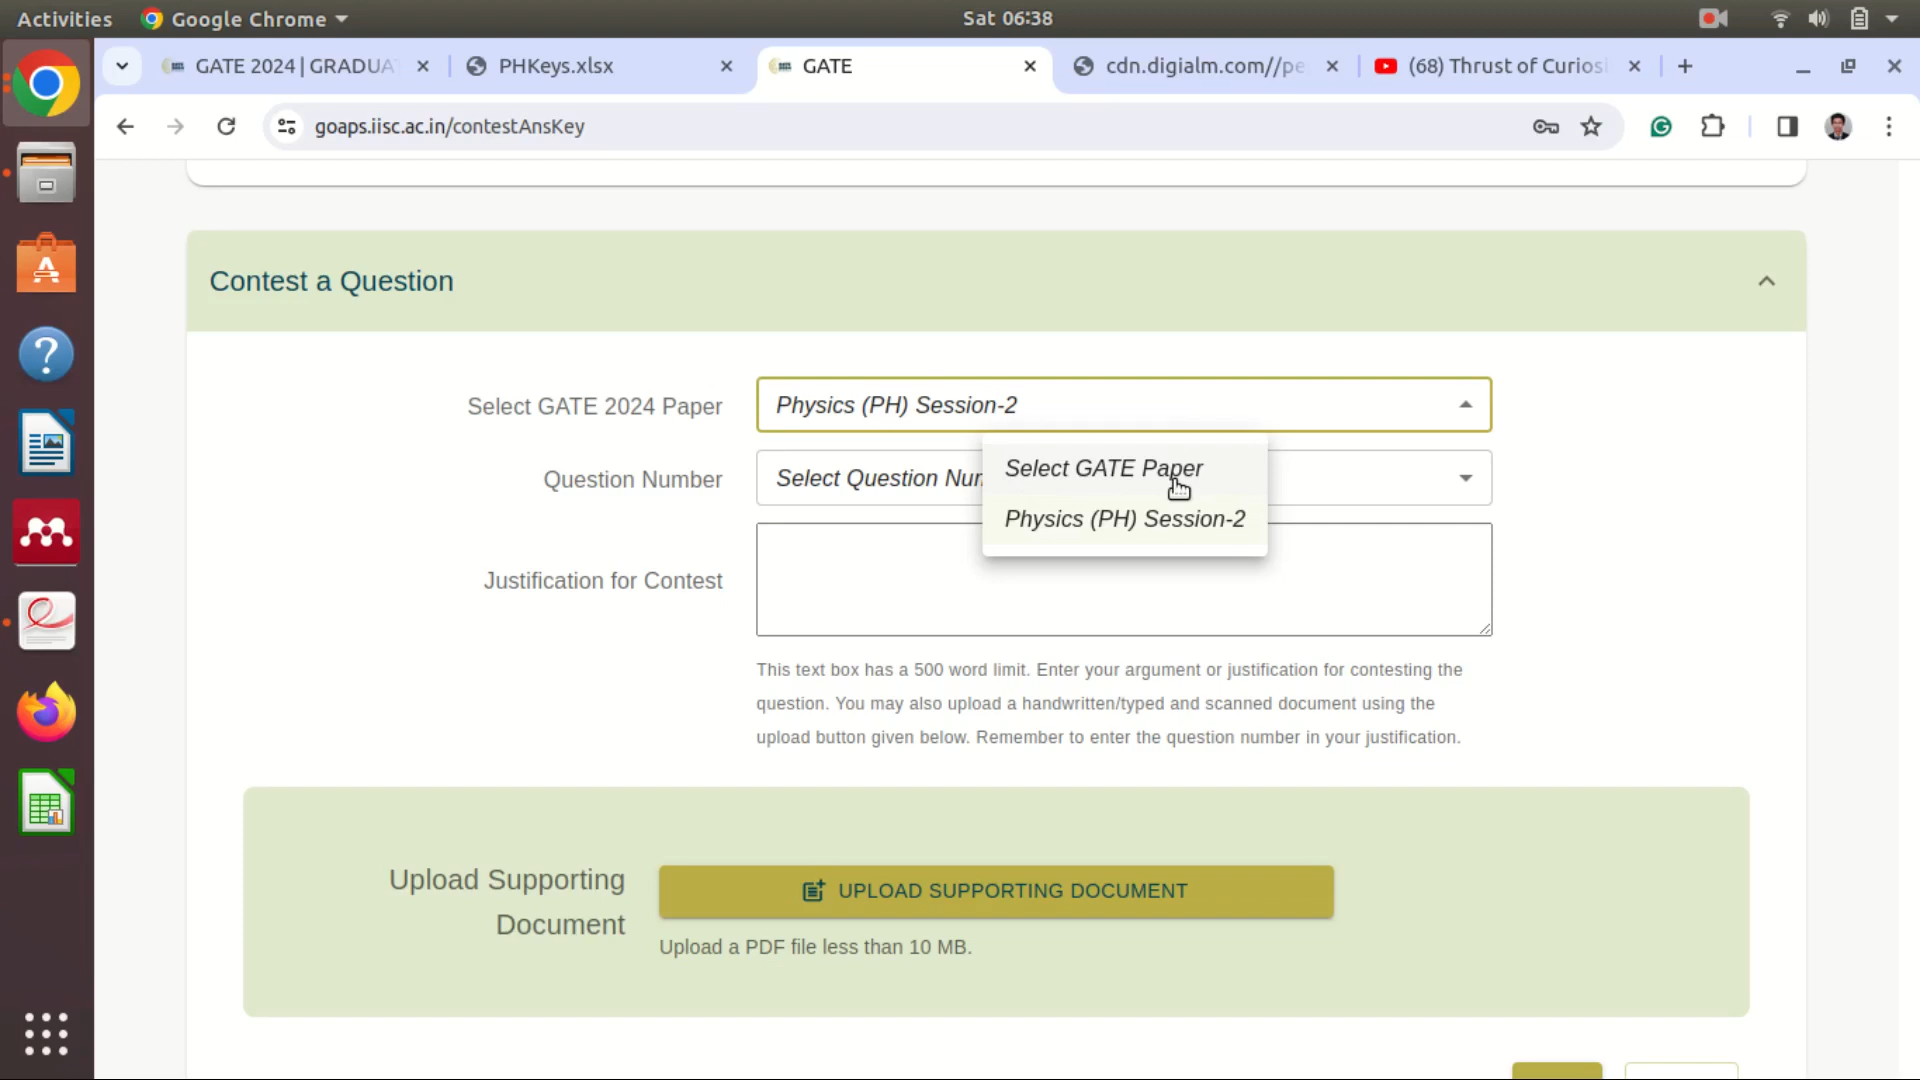 Activities
Google Chrome
Sat 06:38
GATE 2024 | GRADUA
PHKeys.xlsx
GATE
cdn.digialm.com//pe
(68) Thrust of Curiosi
goaps.iisc.ac.in/contestAnsKey
Contest a Question
Select GATE 2024 Paper
Physics (PH) Session-2
Select GATE Paper
Physics (PH) Session-2
Question Number
Select Question Num
Justification for Contest
This text box has a 500 word limit. Enter your argument or justification for contesting the
question. You may also upload a handwritten/typed and scanned document using the
upload button given below. Remember to enter the question number in your justification.
Upload Supporting
Document
UPLOAD SUPPORTING DOCUMENT
Upload a PDF file less than 10 MB.